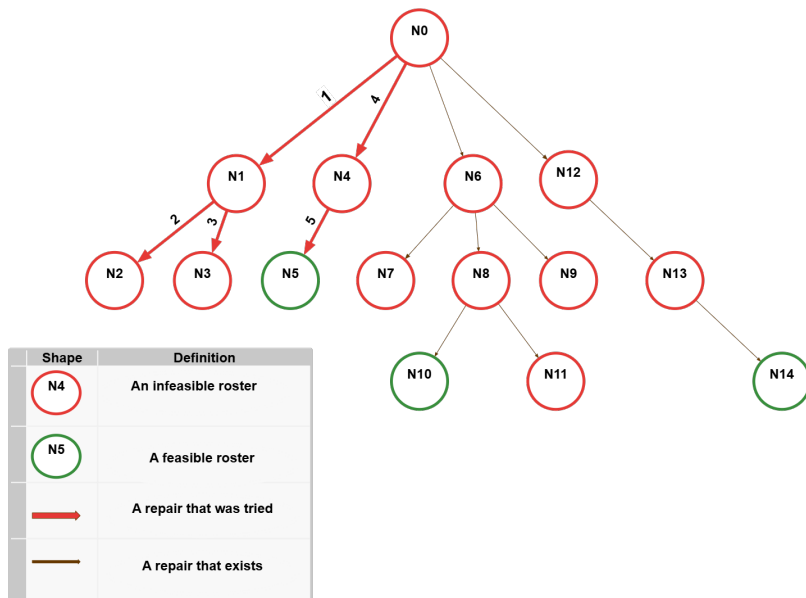 N0
1
4
N1
N4
N6
N12
2
3
5
N2
N3
N5
N7
N8
N9
N13
N10
N11
N14
Shape Definition
N4 An infeasible roster
N5 A feasible roster
A repair that was tried
A repair that exists